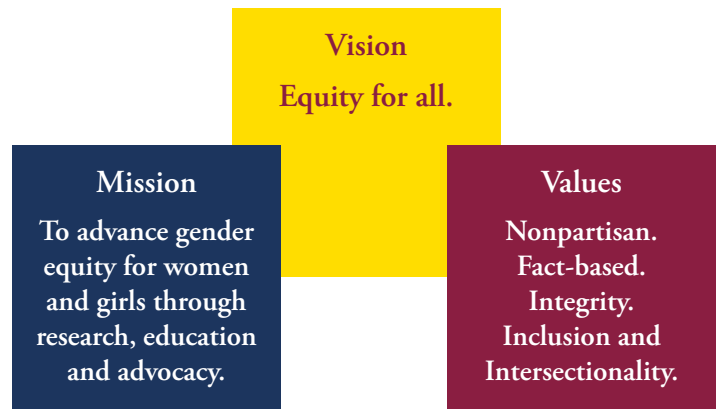 Vision
Equity for all.
Mission
To advance gender
equity for women
and girls through
research, education
and advocacy.
Values
Nonpartisan.
Fact-based.
Integrity.
Inclusion and
Intersectionality.